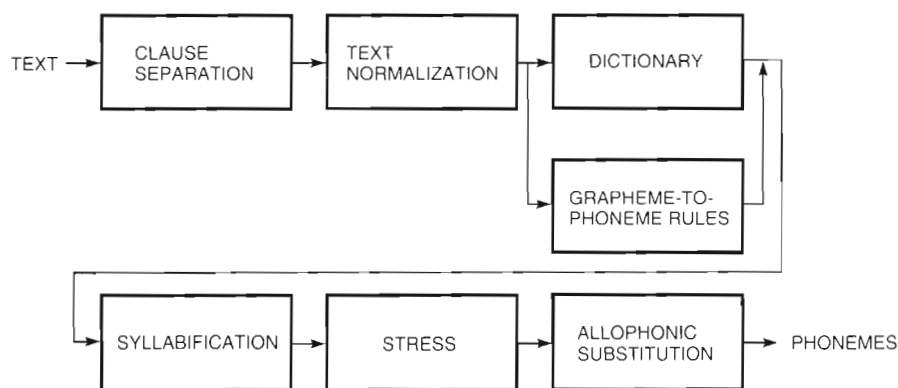 TEXT
CLAUSE
SEPARATION
TEXT
NORMALIZATION
DICTIONARY
GRAPHEME-TO-
PHONEME RULES
SYLLABIFICATION
STRESS
ALLOPHONIC
SUBSTITUTION
PHONEMES